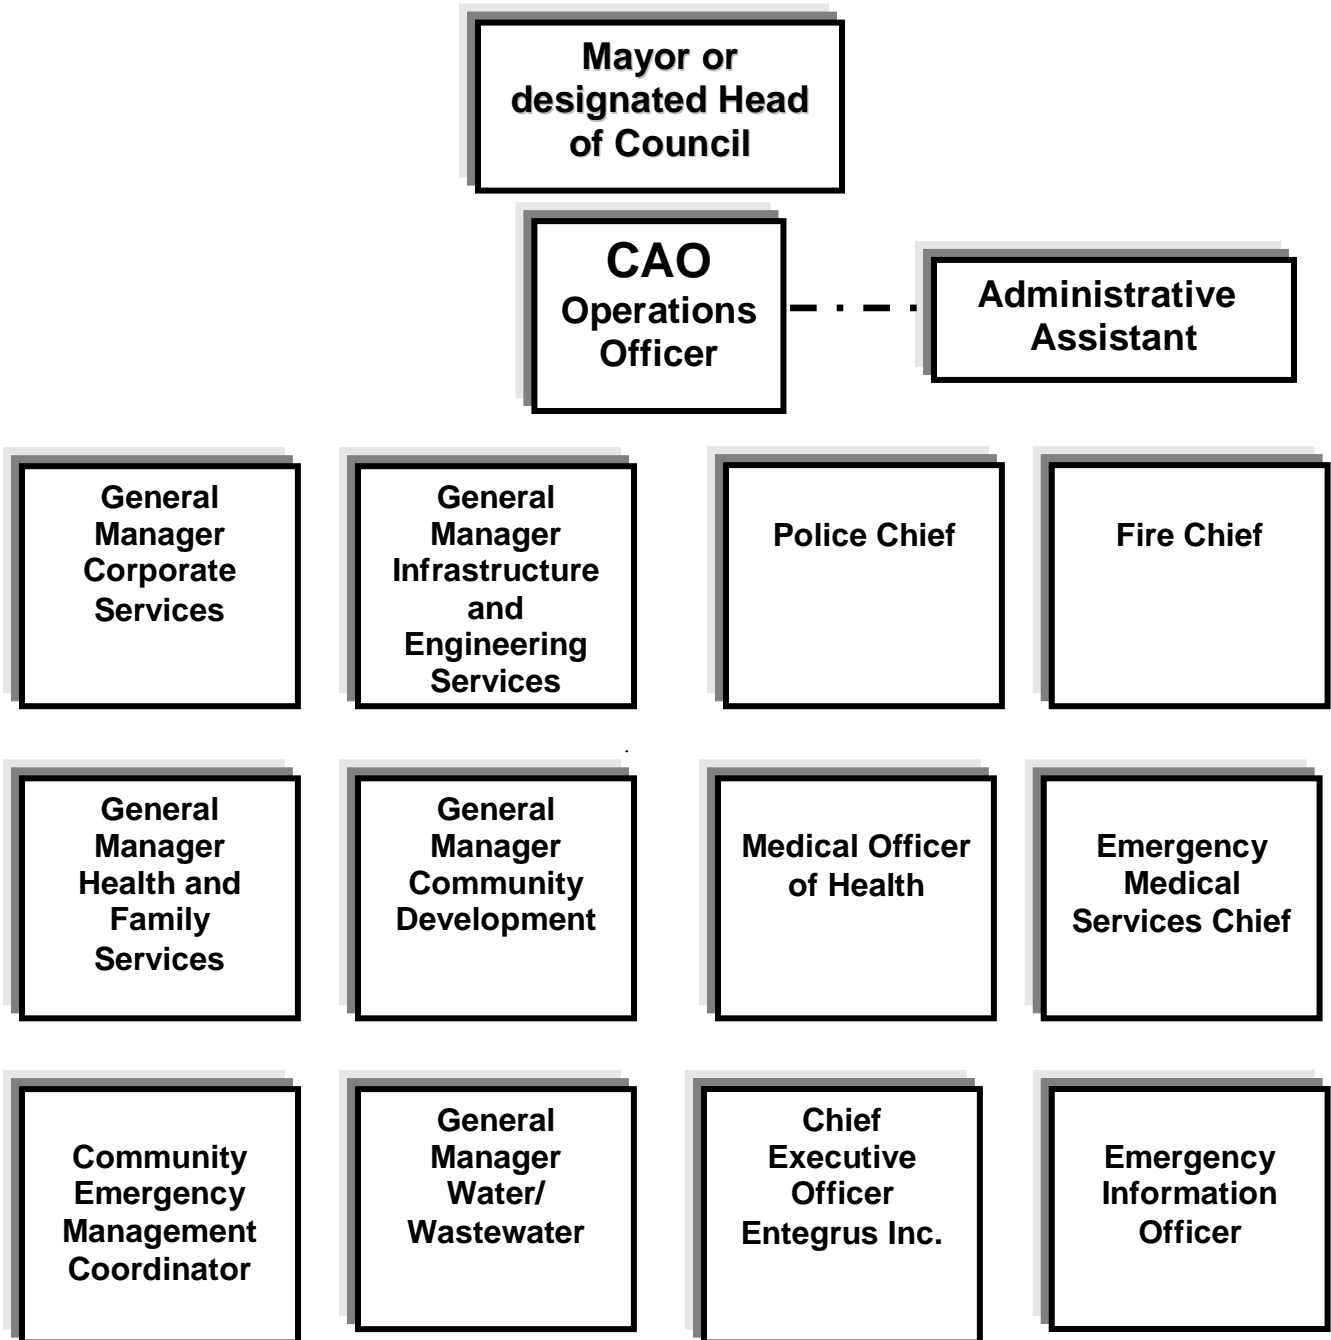 Mayor or
designated Head
of Council
CAO
Operations
Officer
Administrative
Assistant
General
Manager
Corporate
Services
General
Manager
Infrastructure
and
Engineering
Services
Police Chief
Fire Chief
General
Manager
Health and
Family
Services
General
Manager
Community
Development
Medical Officer
of Health
Emergency
Medical
Services Chief
Community
Emergency
Management
Coordinator
General
Manager
Water/
Wastewater
Chief
Executive
Officer
Entegrus Inc.
Emergency
Information
Officer